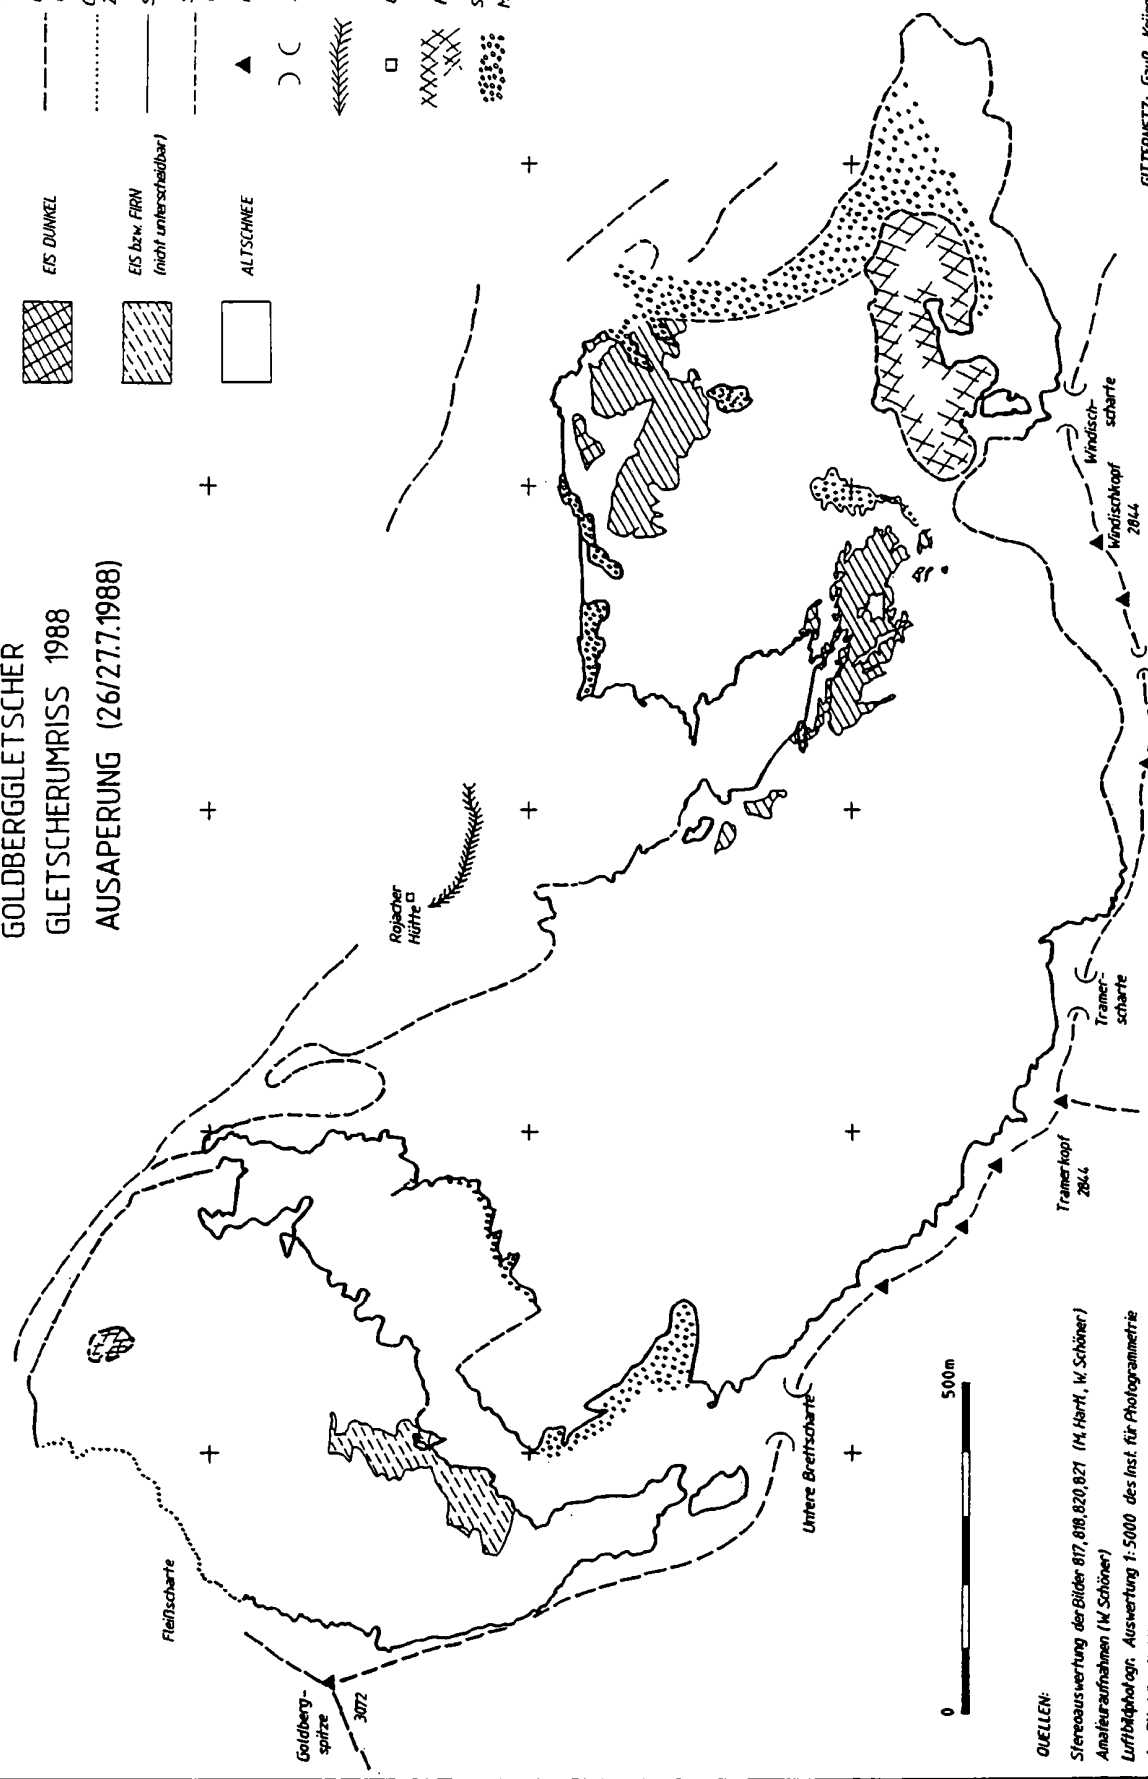 GOLDBERGGLETSCHER
GLETSCHERUMRISS 1988
AUSAPERUNG (26/27.7.1988)
EIS DUNKEL
EIS bzw. FIRN
(nicht unterscheidbar)
ALTSCHNEE
Rojacher
Hütte
Fleißscharte
Goldberg-
spitze
3072
Untere Brettscharte
Tramerkopf
2844
Tramer-
scharte
Windischkopf
2844
Windisch-
scharte
0
500m
QUELLEN:
Stereoauswertung der Bilder 817,818,820,821 (M. Hartl, W. Schöner)
Amateuraufnahmen (W. Schöner)
Luftbildphotogr. Auswertung 1:5000 des Inst. für Photogrammetrie
GITTERNETZ: Gauß